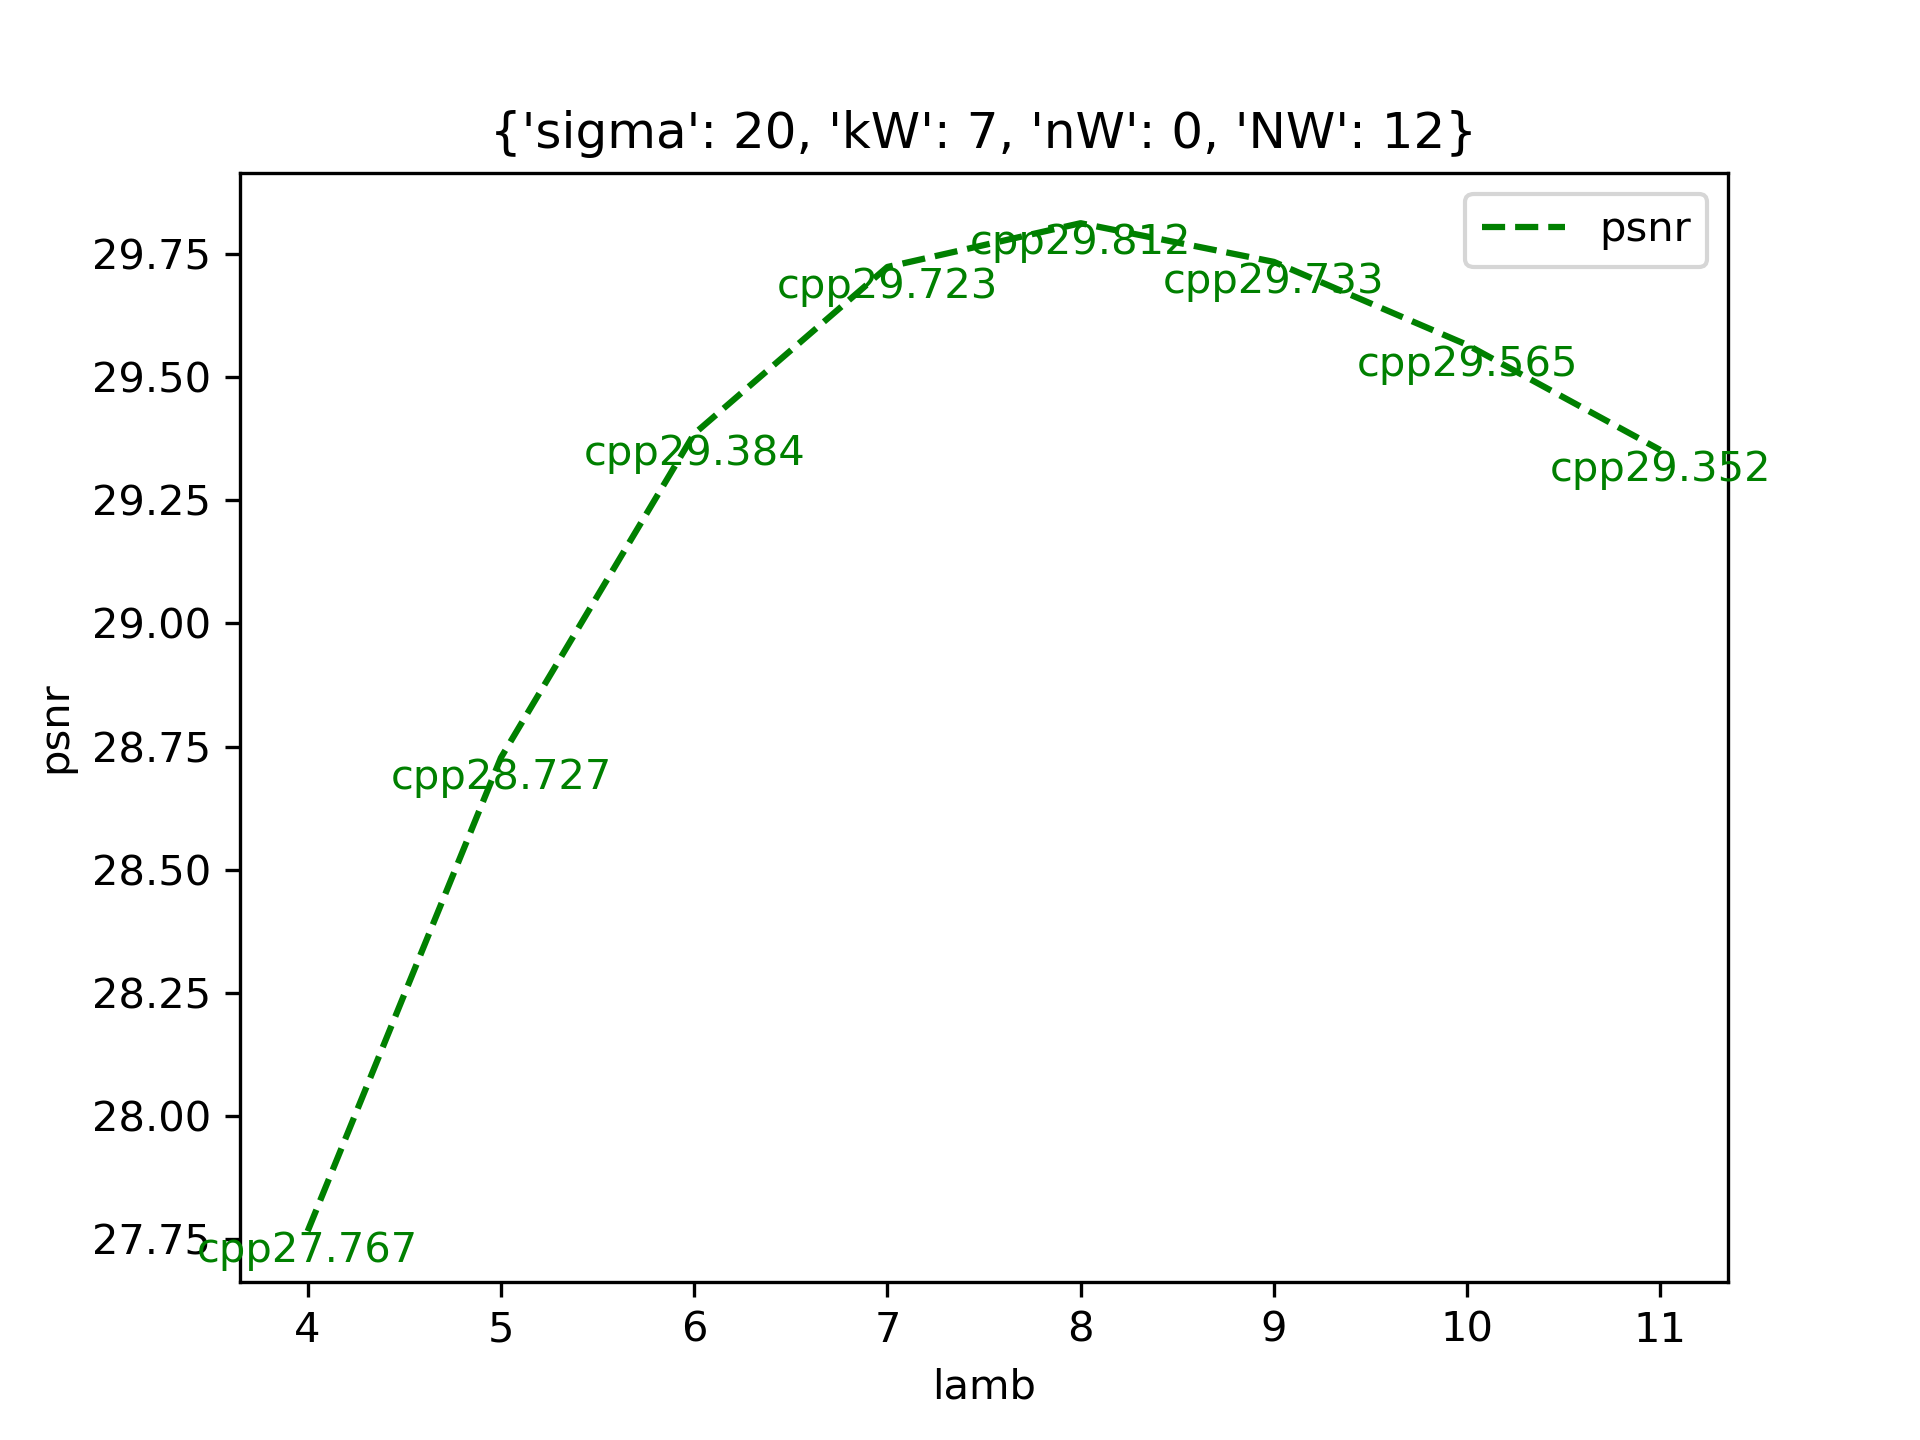 {'sigma': 20, 'kW': 7, 'nW': 0, 'NW': 12}
psnr
psnr
29.75
29.50
29.25
29.00
28.75
28.50
28.25
28.00
27.75
cpp27.767
cpp28.727
cpp29.384
cpp29.723
cpp29.812
cpp29.733
cpp29.565
cpp29.352
4 5 6 7 8 9 10 11
lamb